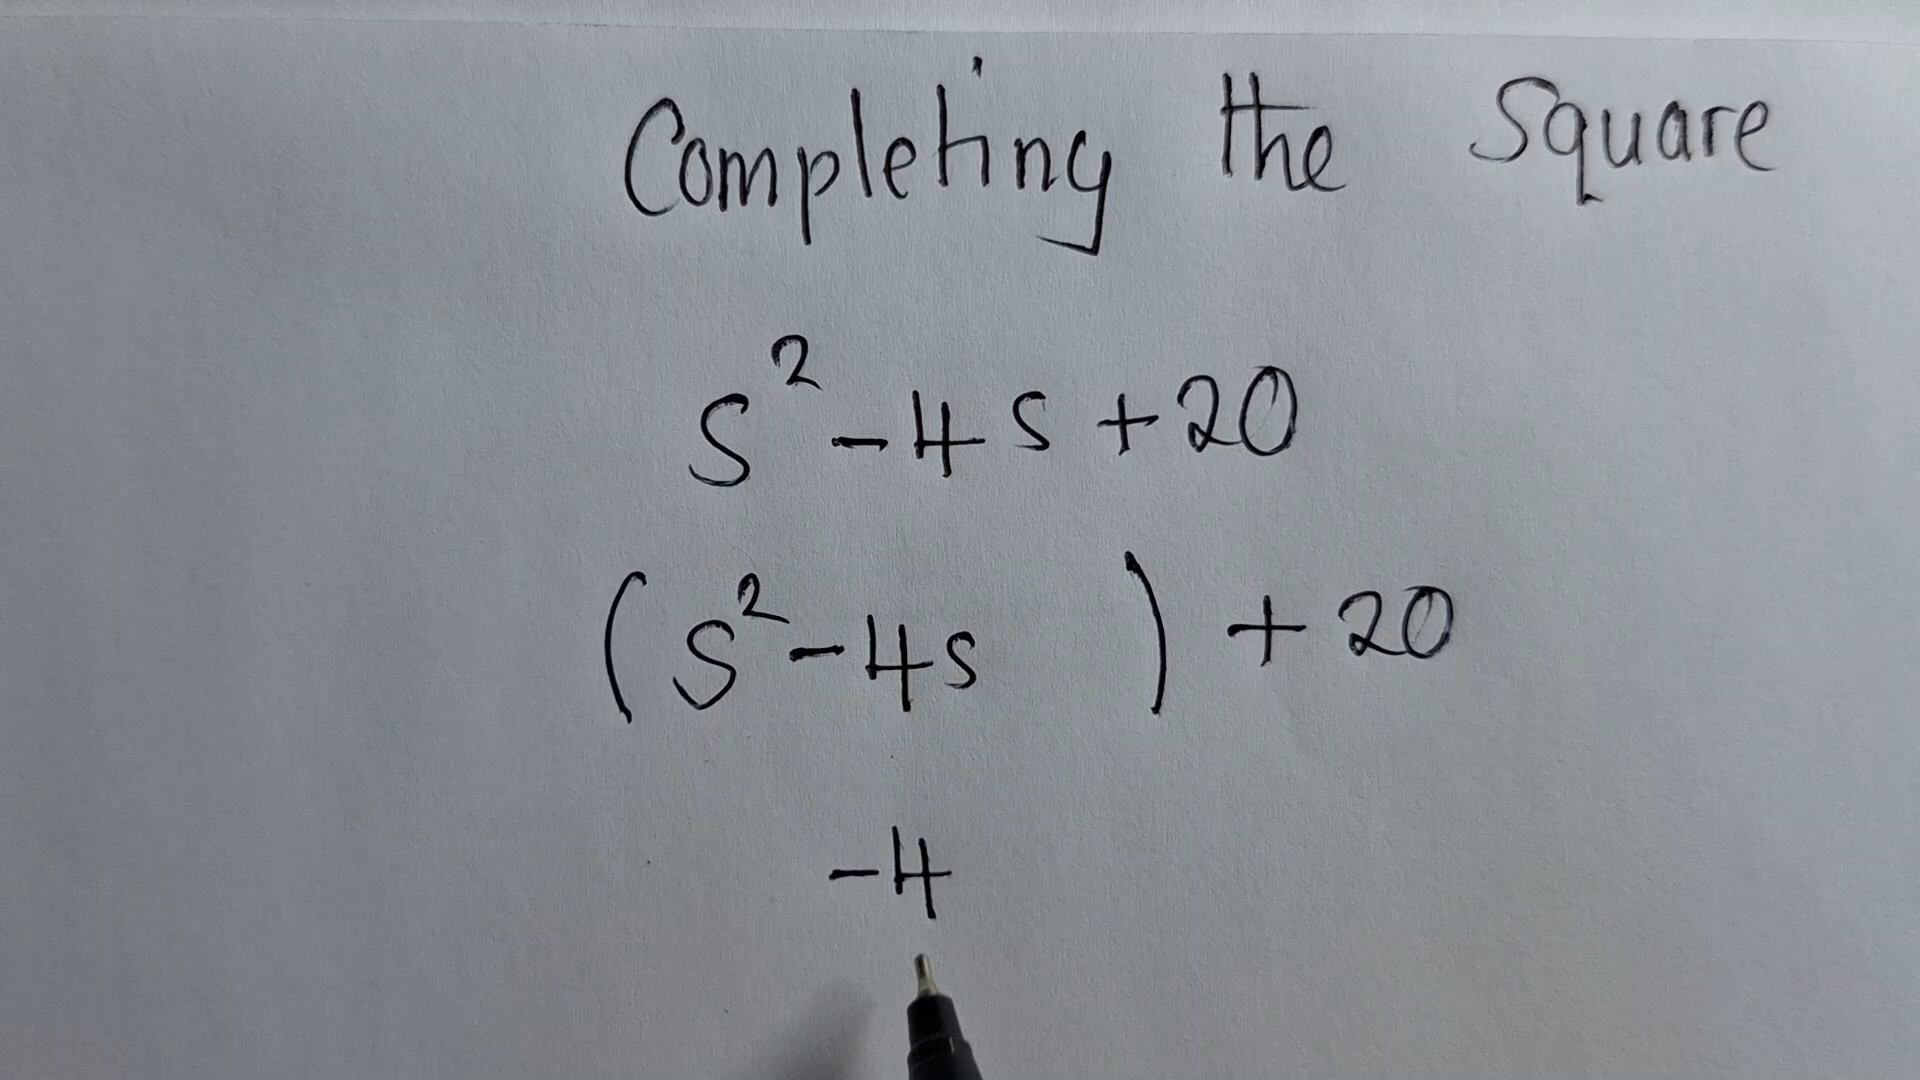 Completing the Square
S² - 4s + 20
(S² - 4s ) + 20
-4